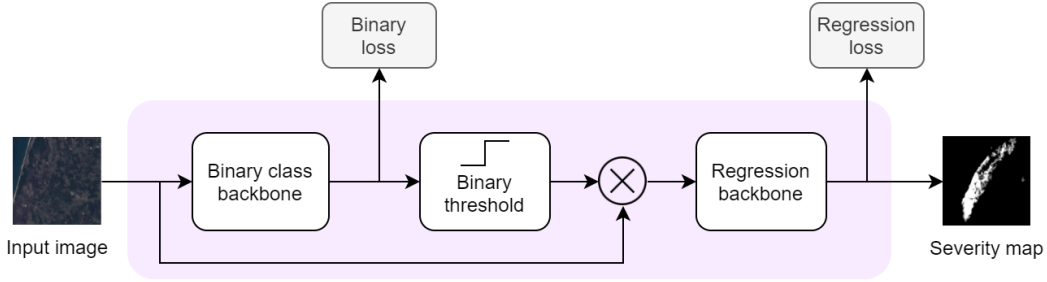 Binary
loss
Regression
loss
Input image
Binary class
backbone
Binary
threshold
Regression
backbone
Severity map